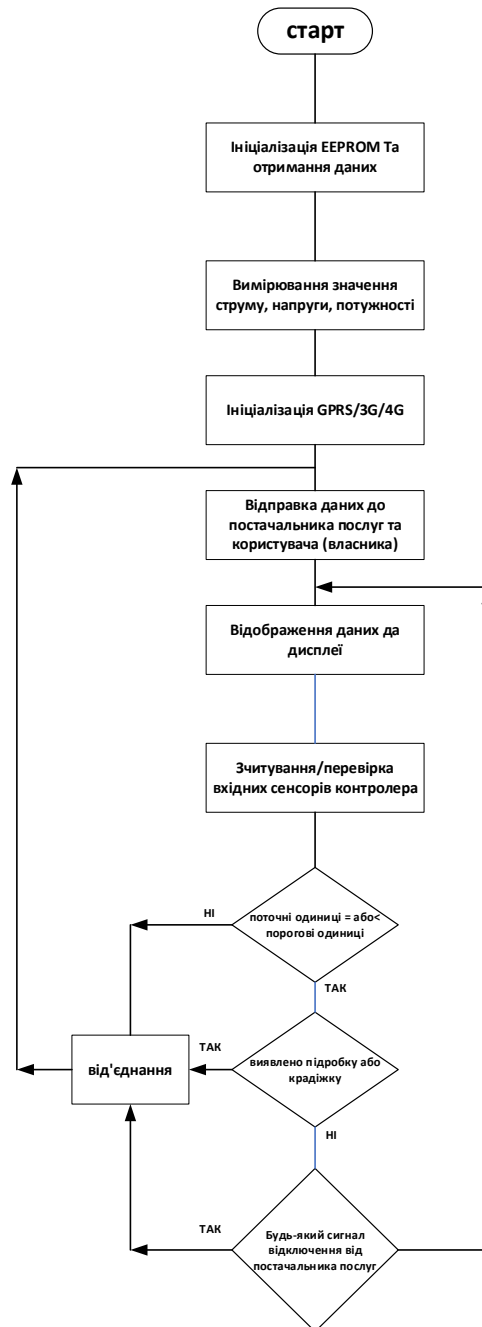 старт
Ініціалізація EEPROM Та
отримання даних
Вимірювання значення
струму, напруги, потужності
Ініціалізація GPRS/3G/4G
Відправка даних до
постачальника послуг та
користувача (власника)
Відображення даних да
дисплеї
Зчитування/перевірка
вхідних сенсорів контролера
НІ
поточні одиниці = або<
порогові одиниці
ТАК
від'єднання
ТАК
виявлено підробку або
крадіжку
НІ
ТАК
Будь-який сигнал
відключення від
постачальника послуг